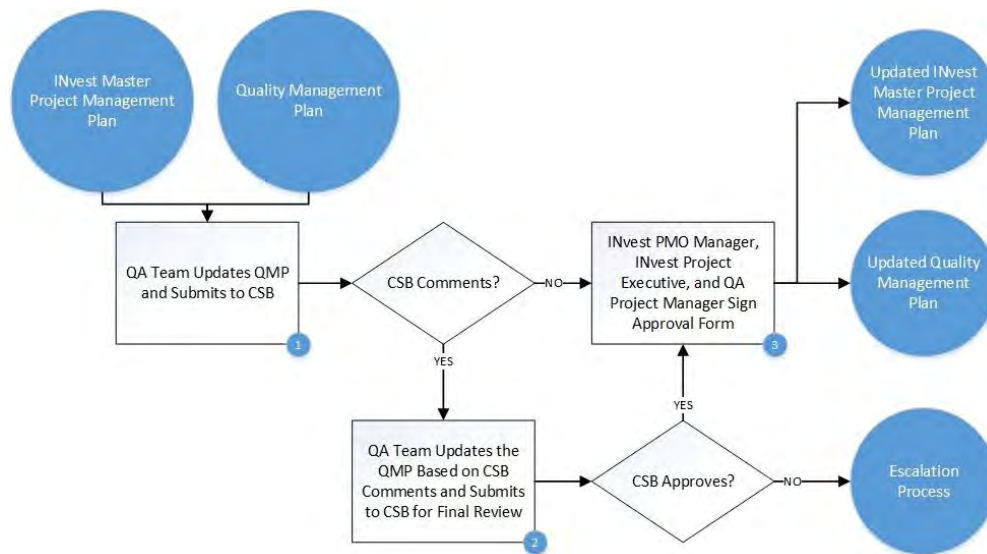 INvest Master
Project Management
Plan
Quality Management
Plan
Updated INvest
Master Project
Management
Plan
QA Team Updates QMP
and Submits to CSB
1
CSB Comments?
NO
INvest PMO Manager,
INvest Project
Executive, and QA
Project Manager Sign
Approval Form
3
Updated Quality
Management
Plan
YES
YES
QA Team Updates the
QMP Based on CSB
Comments and Submits
to CSB for Final Review
2
CSB Approves?
NO
Escalation
Process